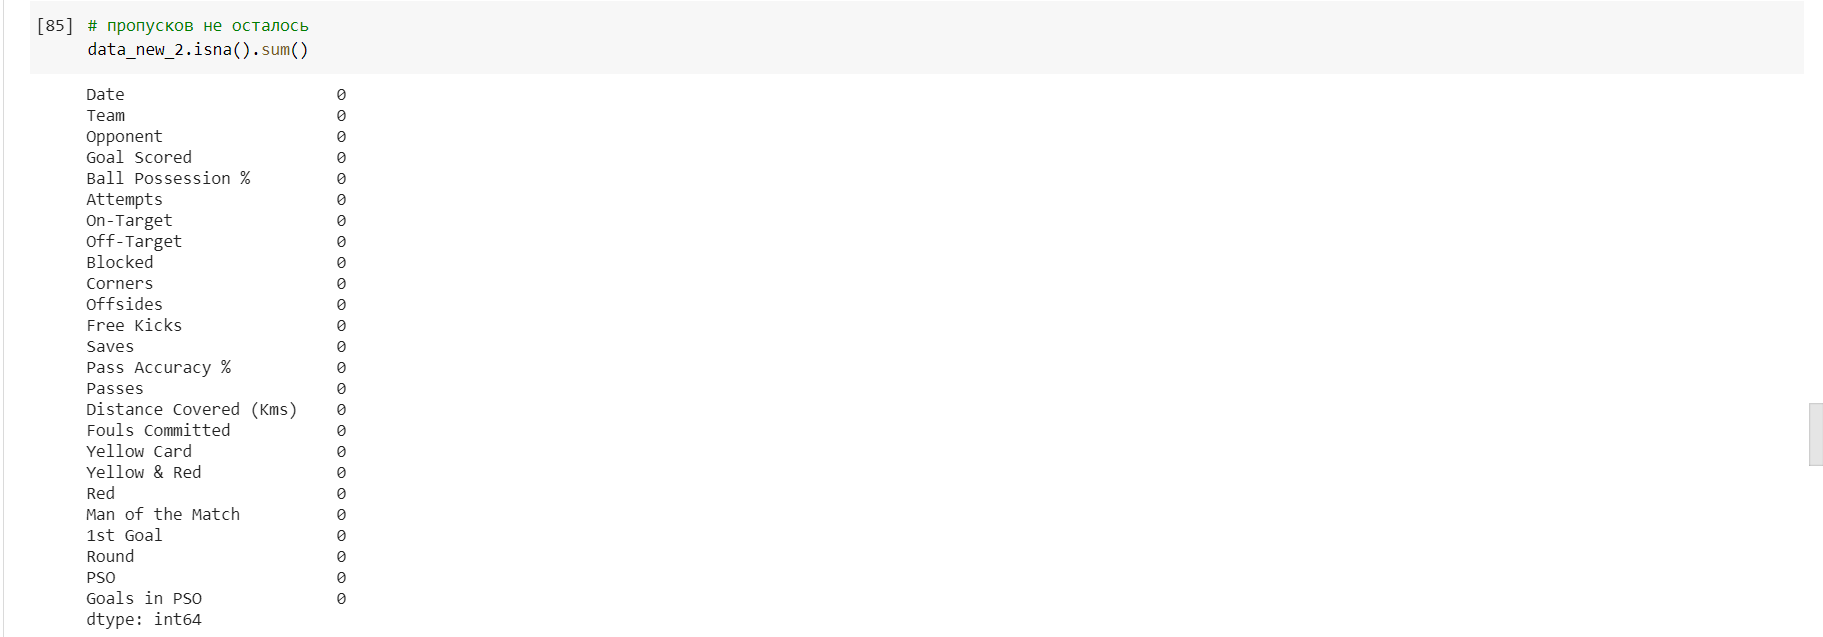 [85] # пропусков не осталось
data_new_2.isna().sum()
Date 0
Team 0
Opponent 0
Goal Scored 0
Ball Possession % 0
Attempts 0
On-Target 0
Off-Target 0
Blocked 0
Corners 0
Offsides 0
Free Kicks 0
Saves 0
Pass Accuracy % 0
Passes 0
Distance Covered (Kms) 0
Fouls Committed 0
Yellow Card 0
Yellow & Red 0
Red 0
Man of the Match 0
1st Goal 0
Round 0
PSO 0
Goals in PSO 0
dtype: int64